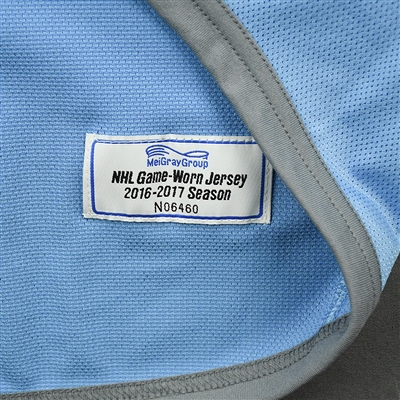 MeiGrayGroup
NHL Game-Worn Jersey
2016-2017 Season
N06460